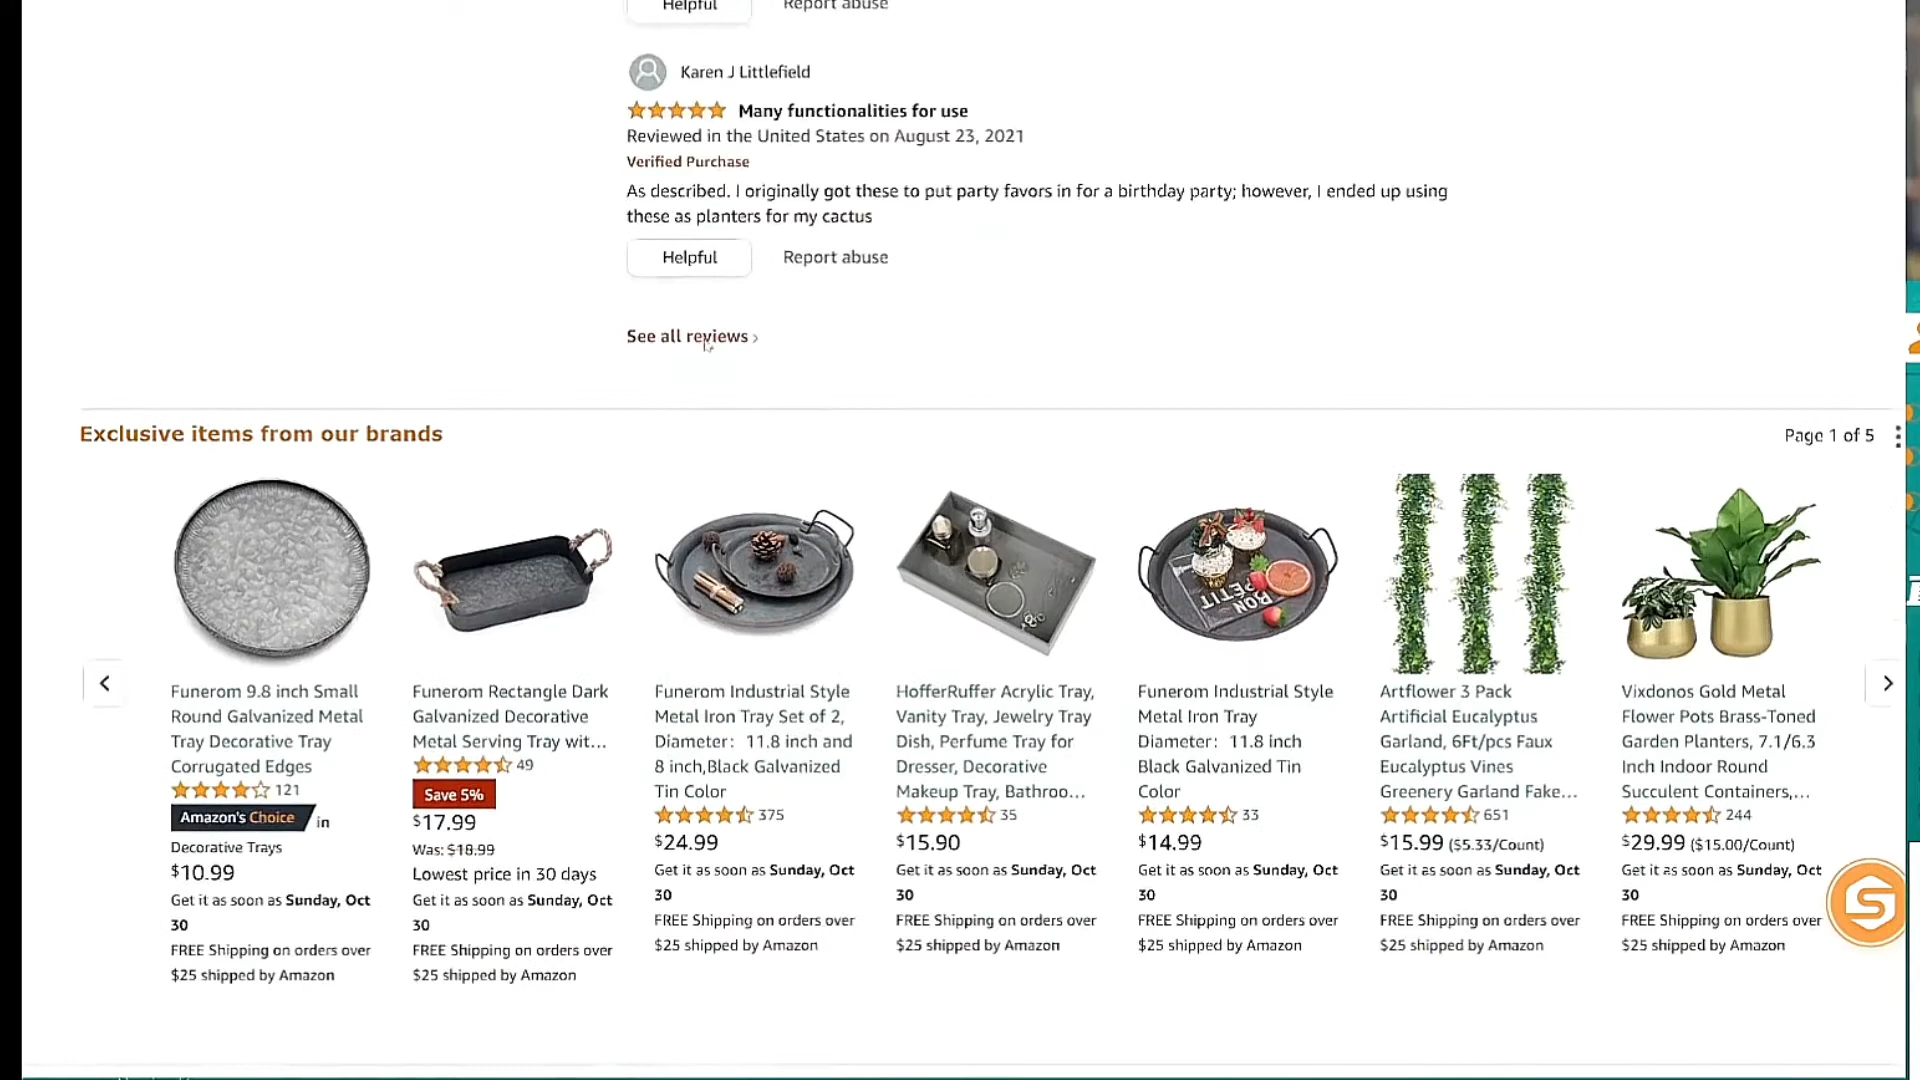 Helpful Report abuse
Karen J Littlefield
Many functionalities for use
Reviewed in the United States on August 23, 2021
Verified Purchase
As described. I originally got these to put party favors in for a birthday party; however, I ended up using
these as planters for my cactus
Helpful Report abuse
See all reviews ›
Exclusive items from our brands
Page 1 of 5
Funerom 9.8 inch Small
Round Galvanized Metal
Tray Decorative Tray
Corrugated Edges
121
Amazon's Choice in
Decorative Trays
$10.99
Get it as soon as Sunday, Oct
30
FREE Shipping on orders over
$25 shipped by Amazon
Funerom Rectangle Dark
Galvanized Decorative
Metal Serving Tray wit...
49
Save 5%
$17.99
Was: $18.99
Lowest price in 30 days
Get it as soon as Sunday, Oct
30
FREE Shipping on orders over
$25 shipped by Amazon
Funerom Industrial Style
Metal Iron Tray Set of 2,
Diameter: 11.8 inch and
8 inch,Black Galvanized
Tin Color
375
$24.99
Get it as soon as Sunday, Oct
30
FREE Shipping on orders over
$25 shipped by Amazon
HofferRuffer Acrylic Tray,
Vanity Tray, Jewelry Tray
Dish, Perfume Tray for
Dresser, Decorative
Makeup Tray, Bathroo...
35
$15.90
Get it as soon as Sunday, Oct
30
FREE Shipping on orders over
$25 shipped by Amazon
BON
APPÉTIT
Funerom Industrial Style
Metal Iron Tray
Diameter: 11.8 inch
Black Galvanized Tin
Color
33
$14.99
Get it as soon as Sunday, Oct
30
FREE Shipping on orders over
$25 shipped by Amazon
Artflower 3 Pack
Artificial Eucalyptus
Garland, 6Ft/pcs Faux
Eucalyptus Vines
Greenery Garland Fake...
651
$15.99 ($5.33/Count)
Get it as soon as Sunday, Oct
30
FREE Shipping on orders over
$25 shipped by Amazon
Vixdonos Gold Metal
Flower Pots Brass-Toned
Garden Planters, 7.1/6.3
Inch Indoor Round
Succulent Containers,...
244
$29.99 ($15.00/Count)
Get it as soon as Sunday, Oct
30
FREE Shipping on orders over
$25 shipped by Amazon